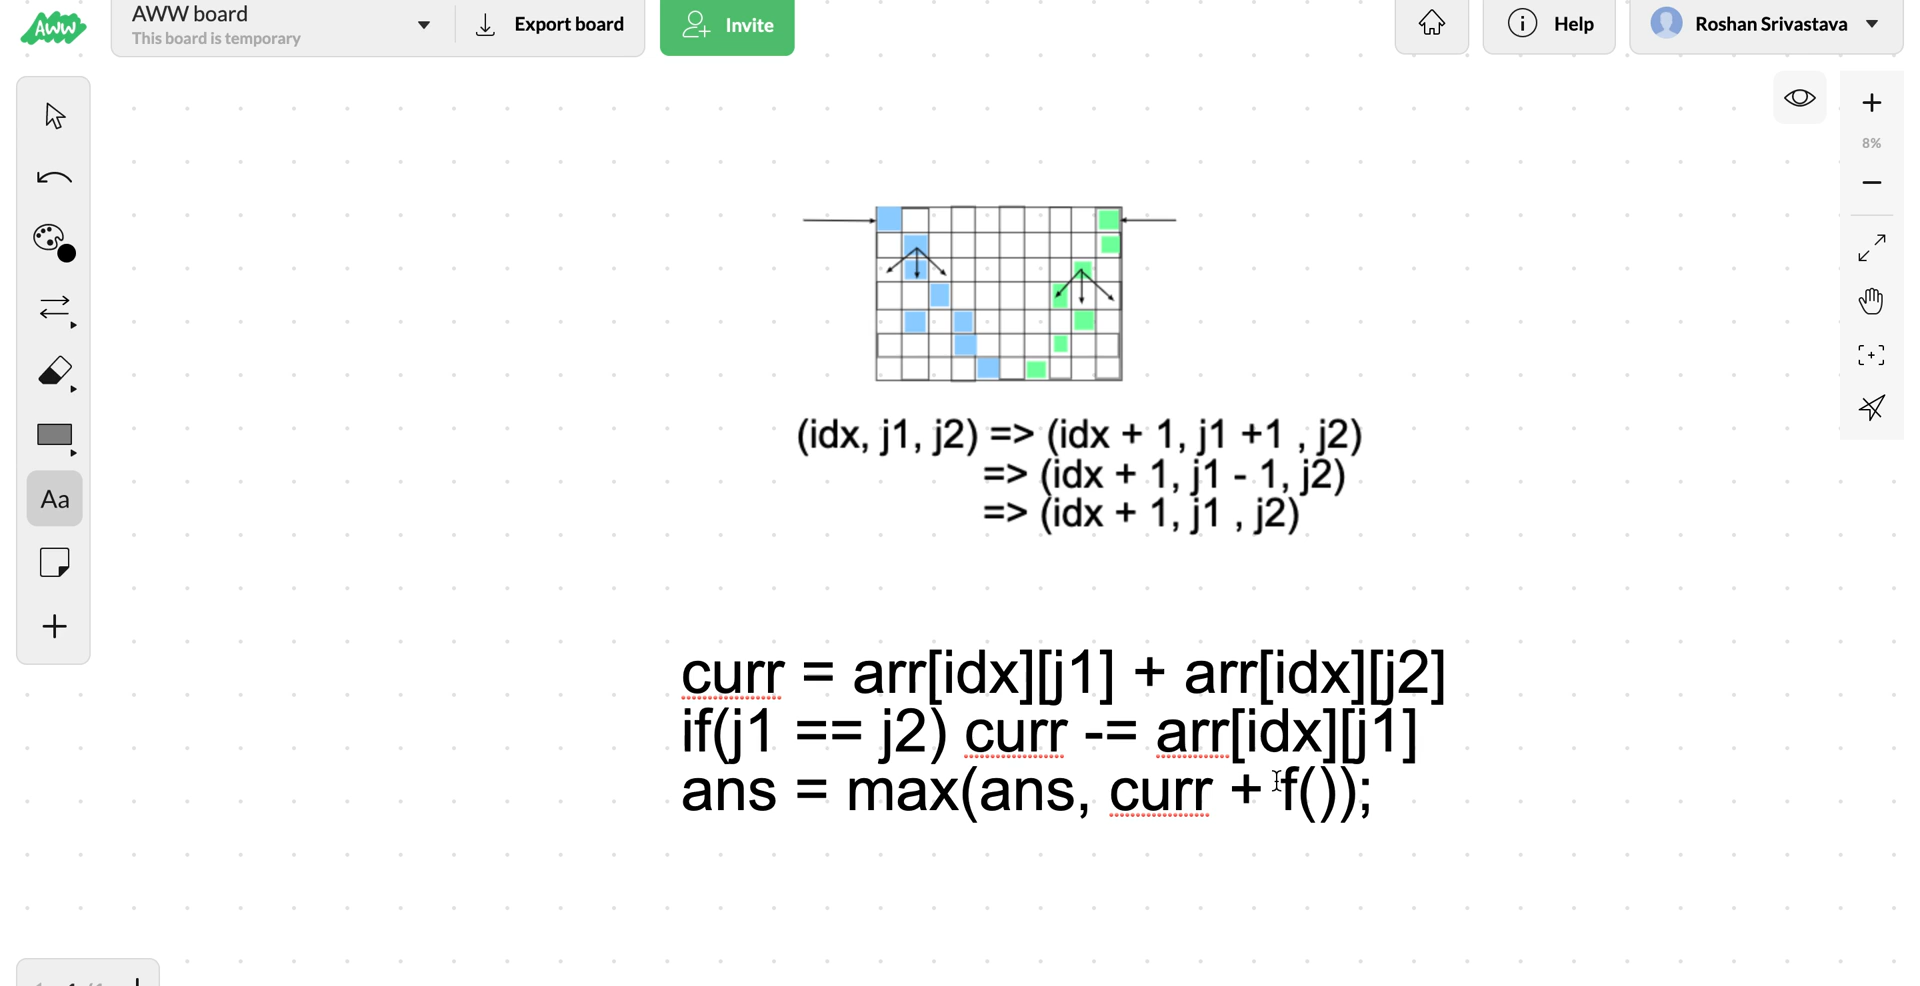 AWW
AWW board
This board is temporary
Export board
Invite
Help
Roshan Srivastava
8%
Aa
(idx, j1, j2) => (idx + 1, j1 +1 , j2)
=> (idx + 1, j1 - 1, j2)
=> (idx + 1, j1 , j2)
curr = arr[idx][j1] + arr[idx][j2]
if(j1 == j2) curr -= arr[idx][j1]
ans = max(ans, curr + f());